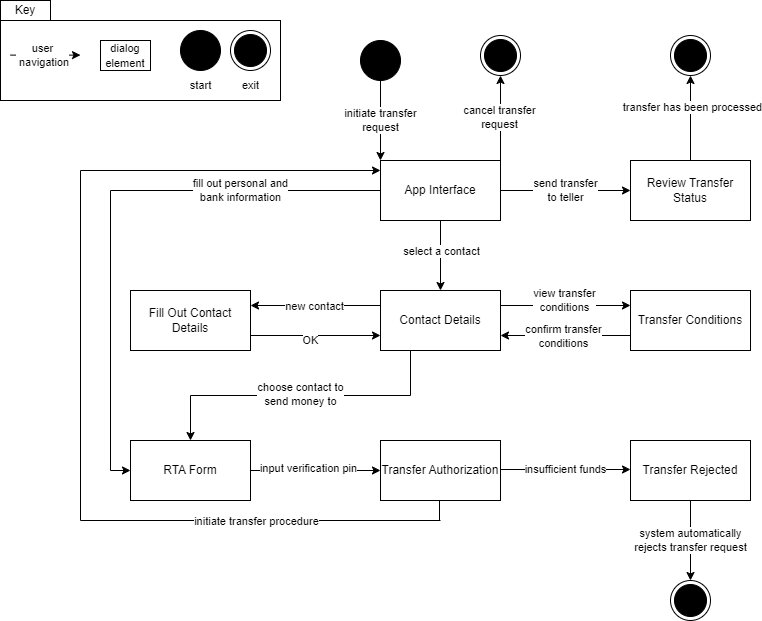 Key
user
navigation
dialog
element
start
exit
initiate transfer
request
cancel transfer
request
transfer has been processed
fill out personal and
bank information
App Interface
send transfer
to teller
Review Transfer
Status
select a contact
Fill Out Contact
Details
new contact
OK
Contact Details
view transfer
conditions
confirm transfer
conditions
Transfer Conditions
choose contact to
send money to
RTA Form
input verification pin
Transfer Authorization
insufficient funds
Transfer Rejected
initiate transfer procedure
system automatically
rejects transfer request